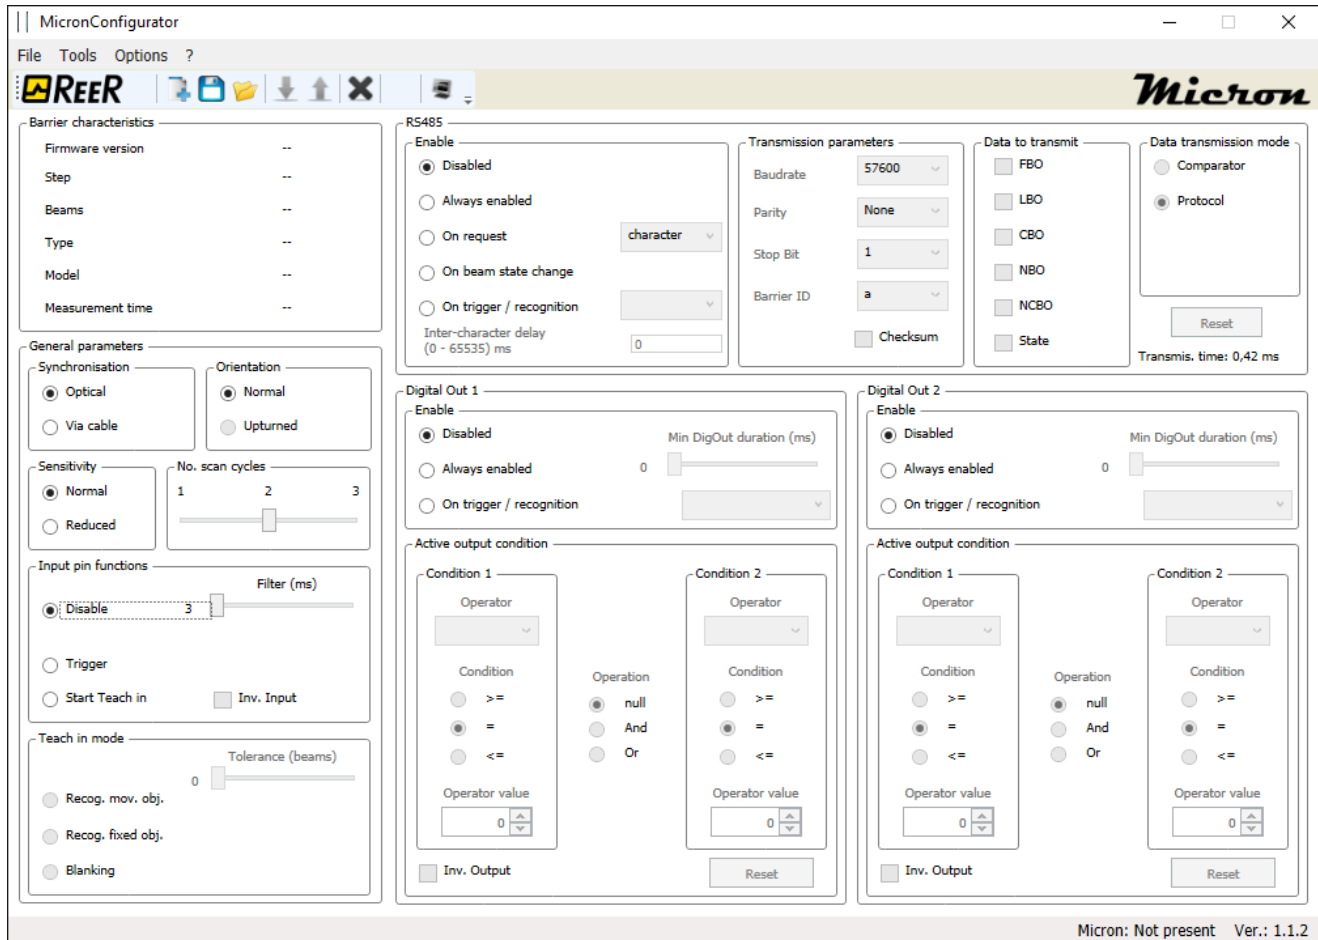 MicronConfigurator
File Tools Options ?
REER
Micron
Barrier characteristics
Firmware version --
Step --
Beams --
Type --
Model --
Measurement time --
General parameters
Synchronisation
Optical
Via cable
Orientation
Normal
Upturned
Sensitivity
Normal
Reduced
No. scan cycles
1 2 3
Input pin functions
Filter (ms)
Disable 3
Trigger
Start Teach in Inv. Input
Teach in mode
Tolerance (beams)
0
Recog. mov. obj.
Recog. fixed obj.
Blanking
RS485
Enable
Disabled
Always enabled
On request character
On beam state change
On trigger / recognition
Inter-character delay
(0 - 65535) ms 0
Transmission parameters
Baudrate 57600
Parity None
Stop Bit 1
Barrier ID a
Checksum
Data to transmit
FBO
LBO
CBO
NBO
NCBO
State
Data transmission mode
Comparator
Protocol
Reset
Transmis. time: 0,42 ms
Digital Out 1
Enable
Disabled
Min DigOut duration (ms)
Always enabled 0
On trigger / recognition
Active output condition
Condition 1
Operator
Condition
>=
=
<=
Operator value
0
Operation
null
And
Or
Condition 2
Operator
Condition
>=
=
<=
Operator value
0
Inv. Output
Reset
Digital Out 2
Enable
Disabled
Min DigOut duration (ms)
Always enabled 0
On trigger / recognition
Active output condition
Condition 1
Operator
Condition
>=
=
<=
Operator value
0
Operation
null
And
Or
Condition 2
Operator
Condition
>=
=
<=
Operator value
0
Inv. Output
Reset
Micron: Not present Ver.: 1.1.2